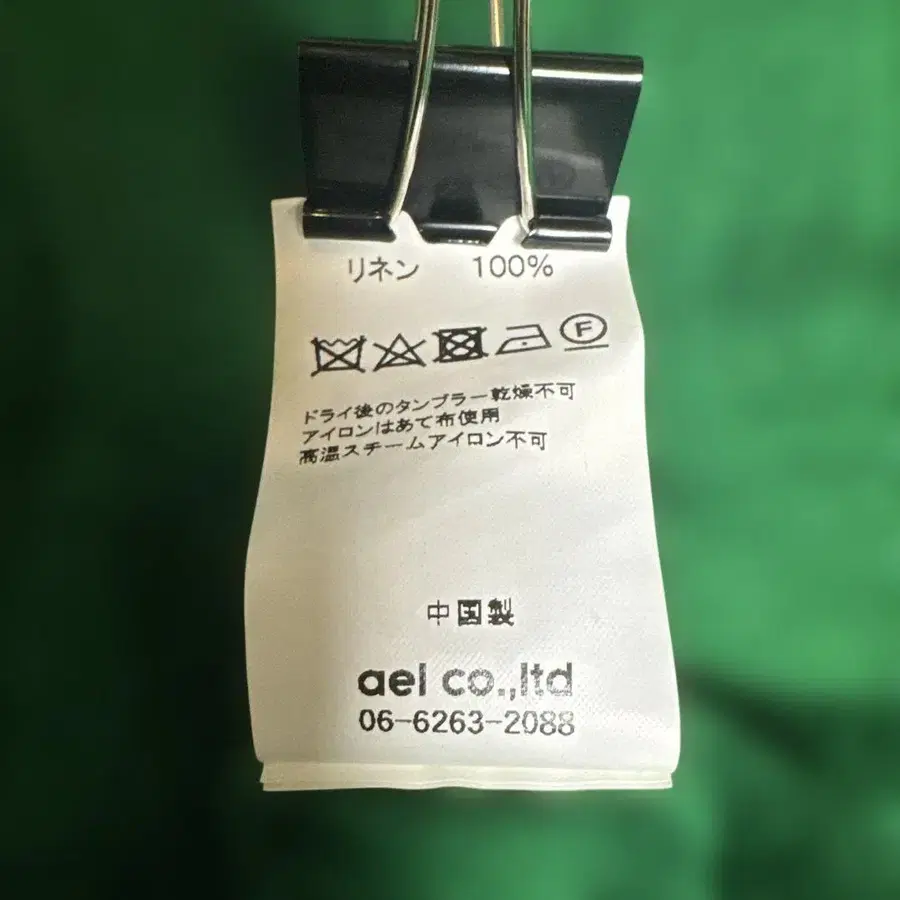 リネン 100%
F
ドライ後のタンブラー乾燥不可
アイロンはあて布使用
高温スチームアイロン不可
中国製
ael co.,ltd
06-6263-2088